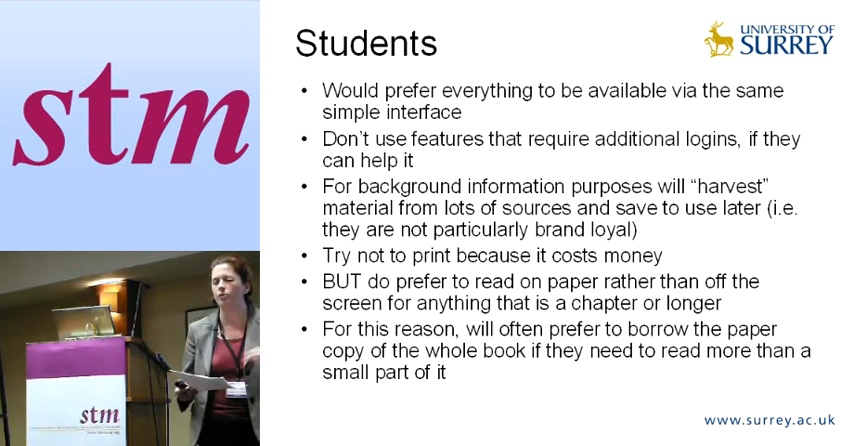 stm
stm
Students
UNIVERSITY OF
SURREY
• Would prefer everything to be available via the same
simple interface
• Don't use features that require additional logins, if they
can help it
• For background information purposes will “harvest”
material from lots of sources and save to use later (i.e.
they are not particularly brand loyal)
• Try not to print because it costs money
• BUT do prefer to read on paper rather than off the
screen for anything that is a chapter or longer
• For this reason, will often prefer to borrow the paper
copy of the whole book if they need to read more than a
small part of it
www.surrey.ac.uk